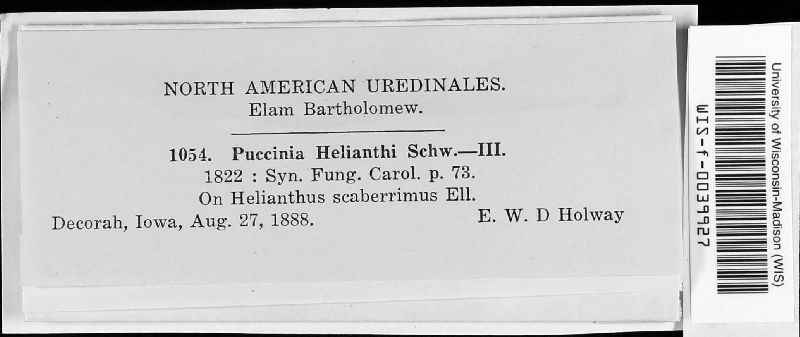 NORTH AMERICAN UREDINALES.
Elam Bartholomew.
1054. Puccinia Helianthi Schw.—III.
1822 : Syn. Fung. Carol. p. 73.
On Helianthus scaberrimus Ell.
Decorah, Iowa, Aug. 27, 1888. E. W. D Holway
University of Wisconsin-Madison (WIS)
WIS-f-0039927